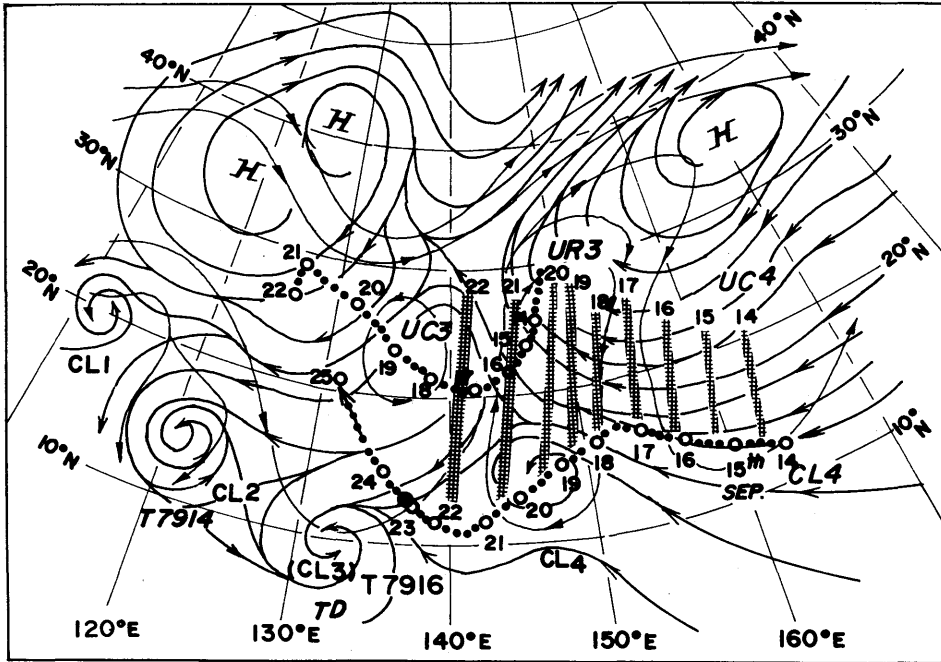 40°N
40°N
H
H
H
30°N
30°N
20°N
20°N
UR3
UC4
21
22
20
22
21
20
19
18
17
16
15
14
UC3
CL1
19
18
15
14
16
25
10°N
10°N
CL2
T7914
24
23
22
21
20
19
18
17
16
15th
14
SEP.
CL4
(CL3)
T7916
TD
CL4
120°E
130°E
140°E
150°E
160°E